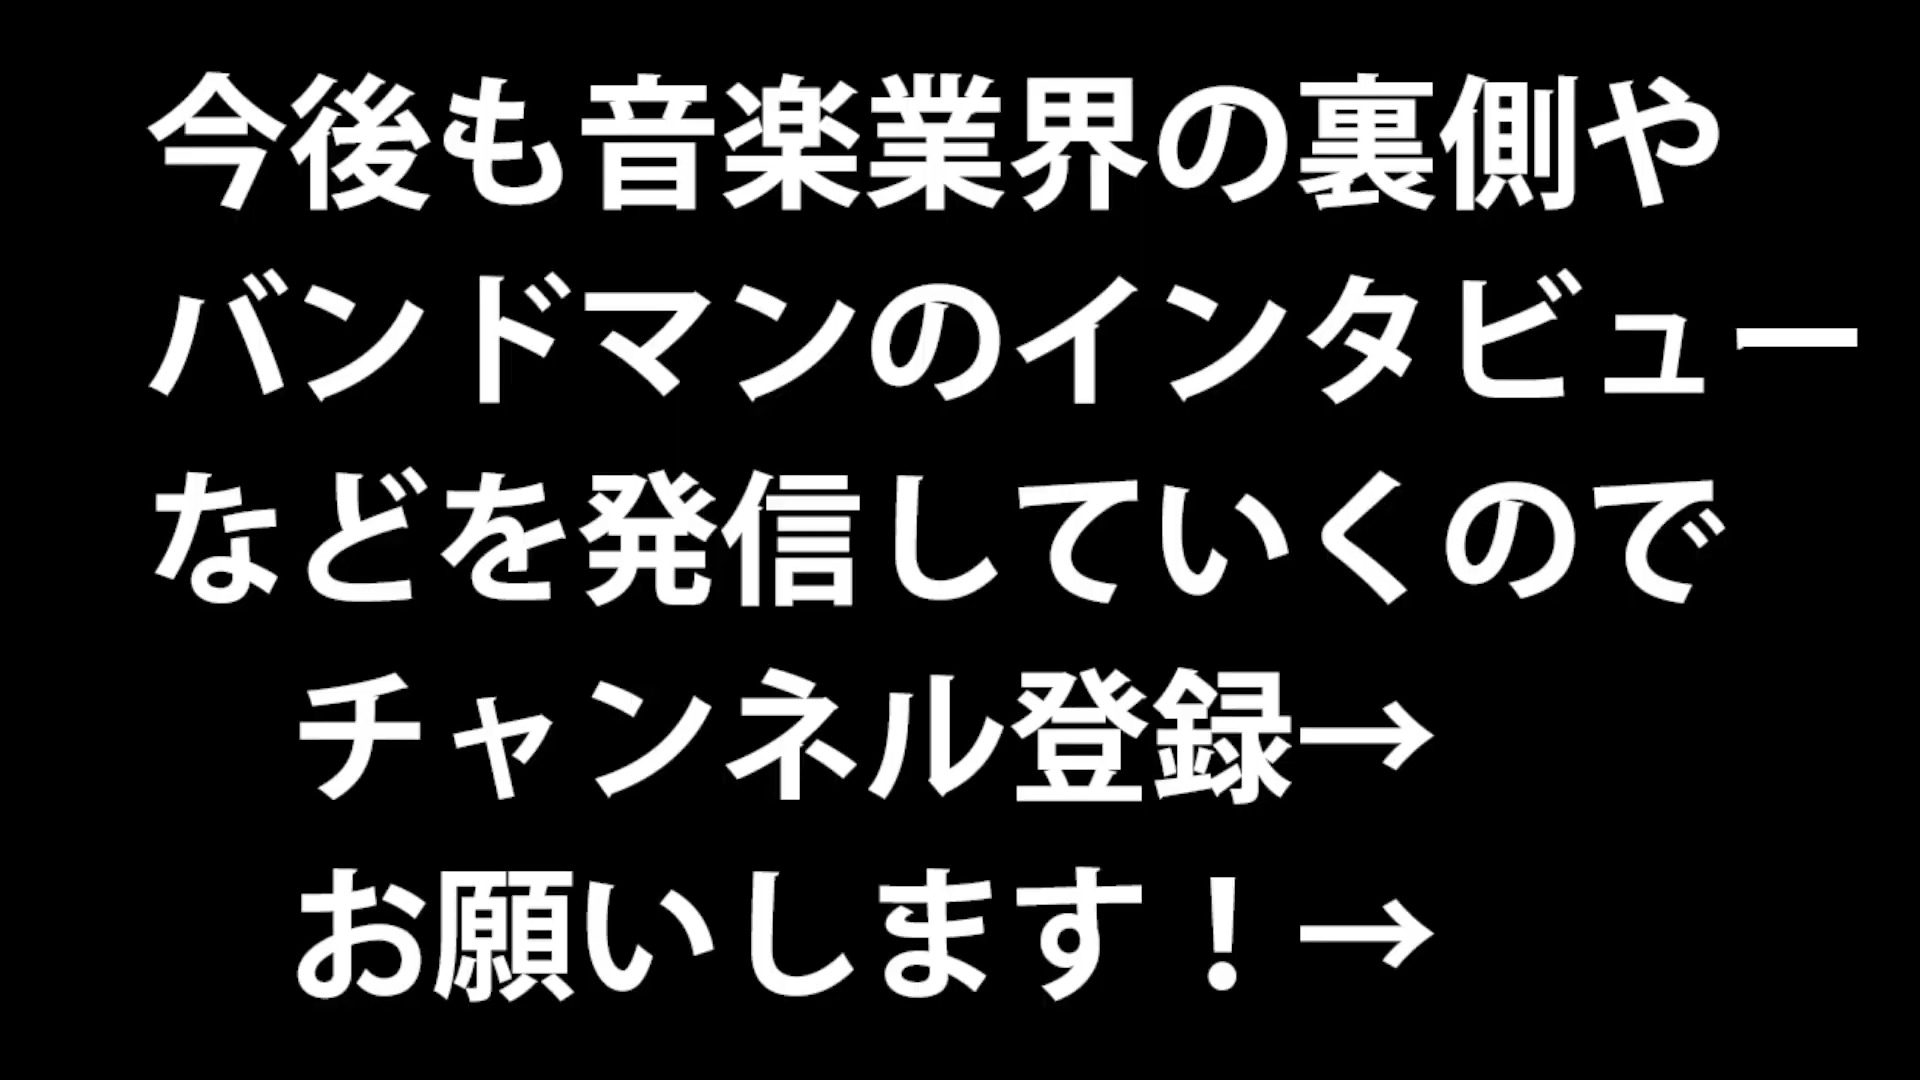 今後も音楽業界の裏側や
バンドマンのインタビュー
などを発信していくので
チャンネル登録→
お願いします！→